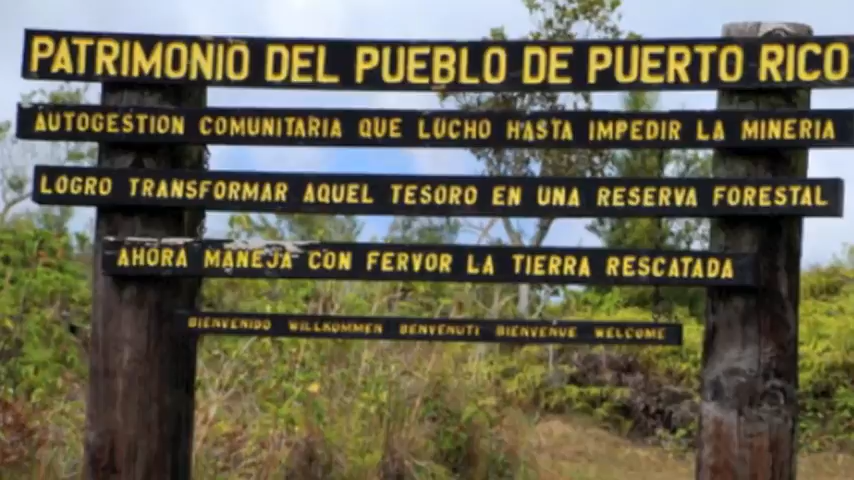 PATRIMONIO DEL PUEBLO DE PUERTO RICO
AUTOGESTION COMUNITARIA QUE LUCHO HASTA IMPEDIR LA MINERIA
LOGRO TRANSFORMAR AQUEL TESORO EN UNA RESERVA FORESTAL
AHORA MANEJA CON FERVOR LA TIERRA RESCATADA
BIENVENIDO WILLKOMMEN BENVENUTI BIENVENUE WELCOME